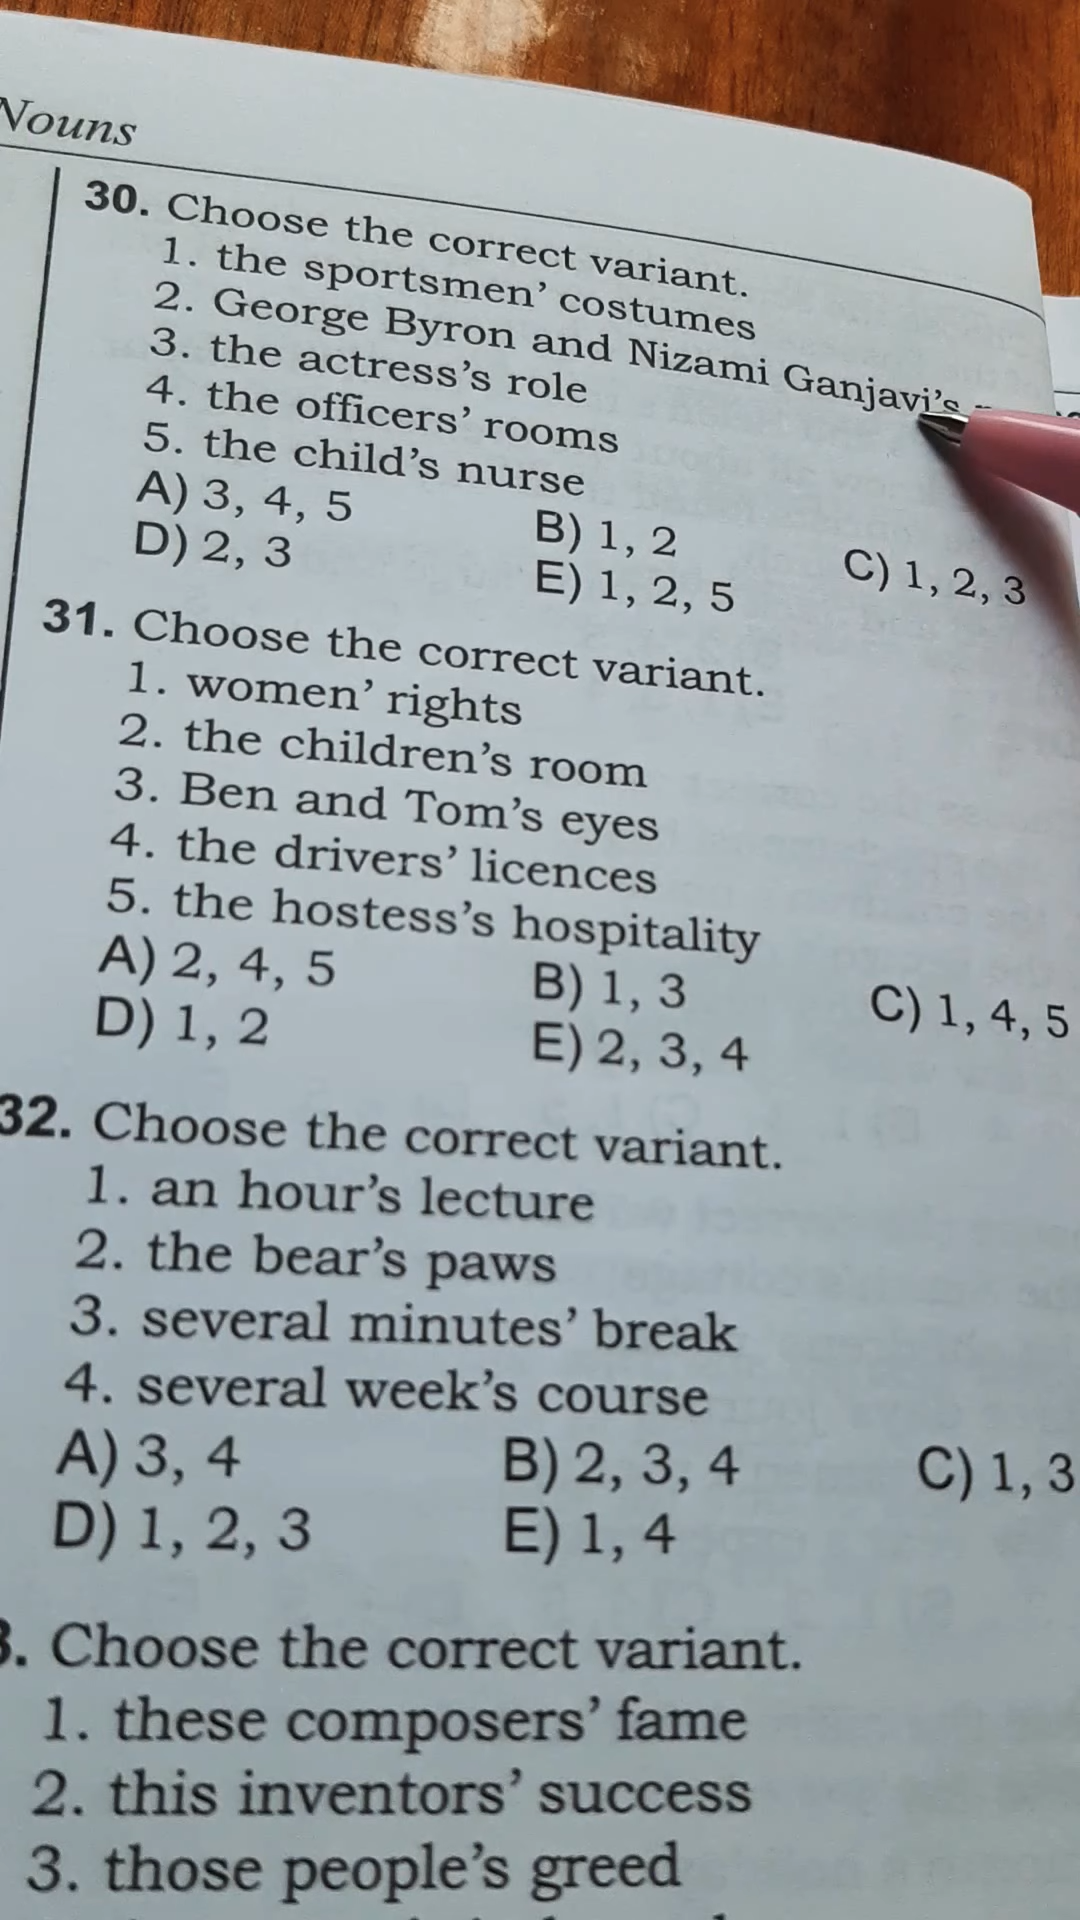 Nouns
30. Choose the correct variant.
1. the sportsmen’ costumes
2. George Byron and Nizami Ganjavi’s
3. the actress’s role
4. the officers’ rooms
5. the child’s nurse
A) 3, 4, 5 B) 1, 2 C) 1, 2, 3
D) 2, 3 E) 1, 2, 5
31. Choose the correct variant.
1. women’ rights
2. the children’s room
3. Ben and Tom’s eyes
4. the drivers’ licences
5. the hostess’s hospitality
A) 2, 4, 5 B) 1, 3 C) 1, 4, 5
D) 1, 2 E) 2, 3, 4
32. Choose the correct variant.
1. an hour’s lecture
2. the bear’s paws
3. several minutes’ break
4. several week’s course
A) 3, 4 B) 2, 3, 4 C) 1, 3
D) 1, 2, 3 E) 1, 4
3. Choose the correct variant.
1. these composers’ fame
2. this inventors’ success
3. those people’s greed